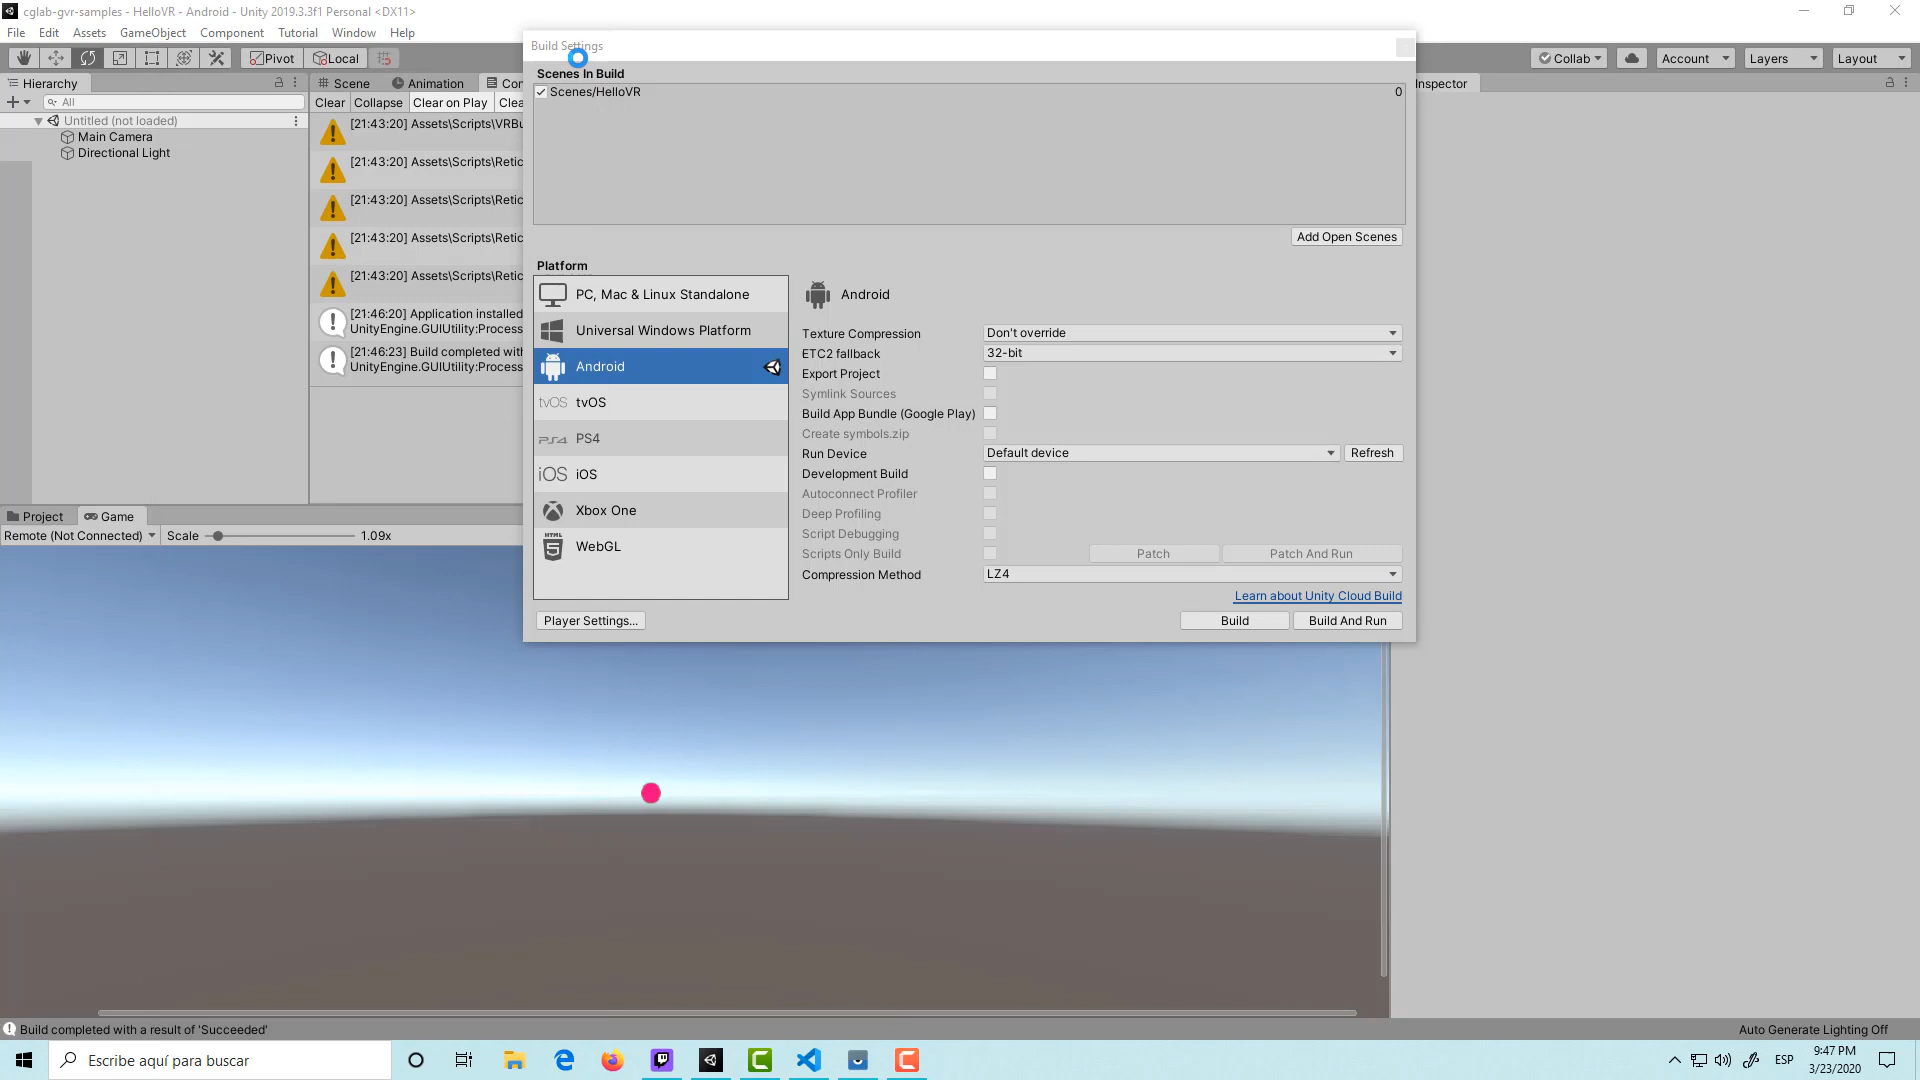 cglab-gvr-samples - HelloVR - Android - Unity 2019.3.3f1 Personal <DX11>
File Edit Assets GameObject Component Tutorial Window Help
Pivot Local Collab Account Layers Layout
Hierarchy
All
Untitled (not loaded)
Main Camera
Directional Light
Scene Animation Con
Clear Collapse Clear on Play Clea
[21:43:20] Assets\Scripts\VRBu
[21:43:20] Assets\Scripts\Retic
[21:43:20] Assets\Scripts\Retic
[21:43:20] Assets\Scripts\Retic
[21:43:20] Assets\Scripts\Retic
[21:46:20] Application installed
UnityEngine.GUIUtility:Process
[21:46:23] Build completed with
UnityEngine.GUIUtility:Process
Build Settings
Scenes In Build
Scenes/HelloVR 0
Add Open Scenes
Platform
PC, Mac & Linux Standalone
Universal Windows Platform
Android
tvOS tvOS
PS4 PS4
iOS iOS
Xbox One
HTML 5 WebGL
Android
Texture Compression Don't override
ETC2 fallback 32-bit
Export Project
Symlink Sources
Build App Bundle (Google Play)
Create symbols.zip
Run Device Default device Refresh
Development Build
Autoconnect Profiler
Deep Profiling
Script Debugging
Scripts Only Build Patch Patch And Run
Compression Method LZ4
Learn about Unity Cloud Build
Player Settings... Build Build And Run
Inspector
Project Game
Remote (Not Connected) Scale 1.09x
Build completed with a result of 'Succeeded' Auto Generate Lighting Off
Escribe aquí para buscar
ESP
9:47 PM
3/23/2020